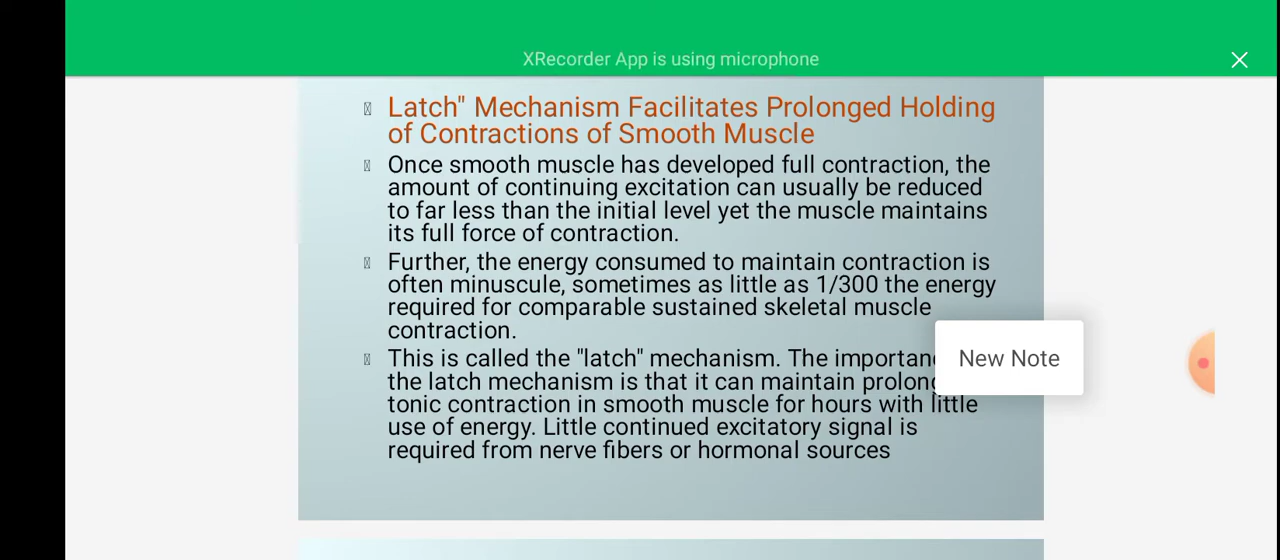 XRecorder App is using microphone
Latch" Mechanism Facilitates Prolonged Holding
of Contractions of Smooth Muscle
Once smooth muscle has developed full contraction, the
amount of continuing excitation can usually be reduced
to far less than the initial level yet the muscle maintains
its full force of contraction.
Further, the energy consumed to maintain contraction is
often minuscule, sometimes as little as 1/300 the energy
required for comparable sustained skeletal muscle
contraction.
This is called the "latch" mechanism. The
New Note
the latch mechanism is that it can maintain
tonic contraction in smooth muscle for hours with little
use of energy. Little continued excitatory signal is
required from nerve fibers or hormonal sources